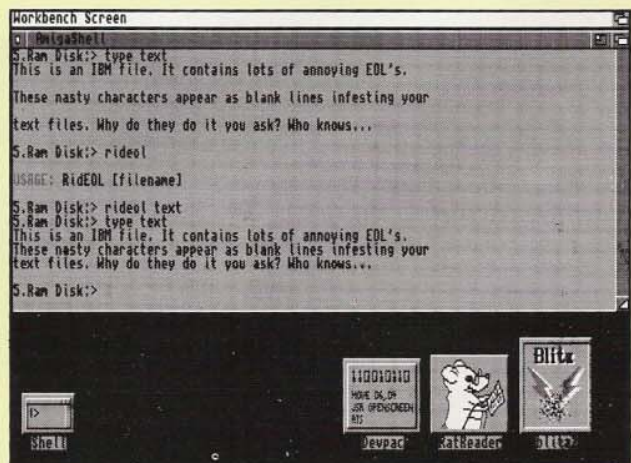 Workbench Screen
AmigaShell
5.Ram Disk:> type text
This is an IBM file. It contains lots of annoying EOL's.
These nasty characters appear as blank lines infesting your
text files. Why do they do it you ask? Who knows...
5.Ram Disk:> rideol
USAGE: RidEOL [filename]
5.Ram Disk:> rideol text
5.Ram Disk:> type text
This is an IBM file. It contains lots of annoying EOL's.
These nasty characters appear as blank lines infesting your
text files. Why do they do it you ask? Who knows...
5.Ram Disk:>
Blitz
110010110
MOVE D6,D9
JSR OPENSCREEN
RTS
Shell
Devpac
RatReader
blitz2